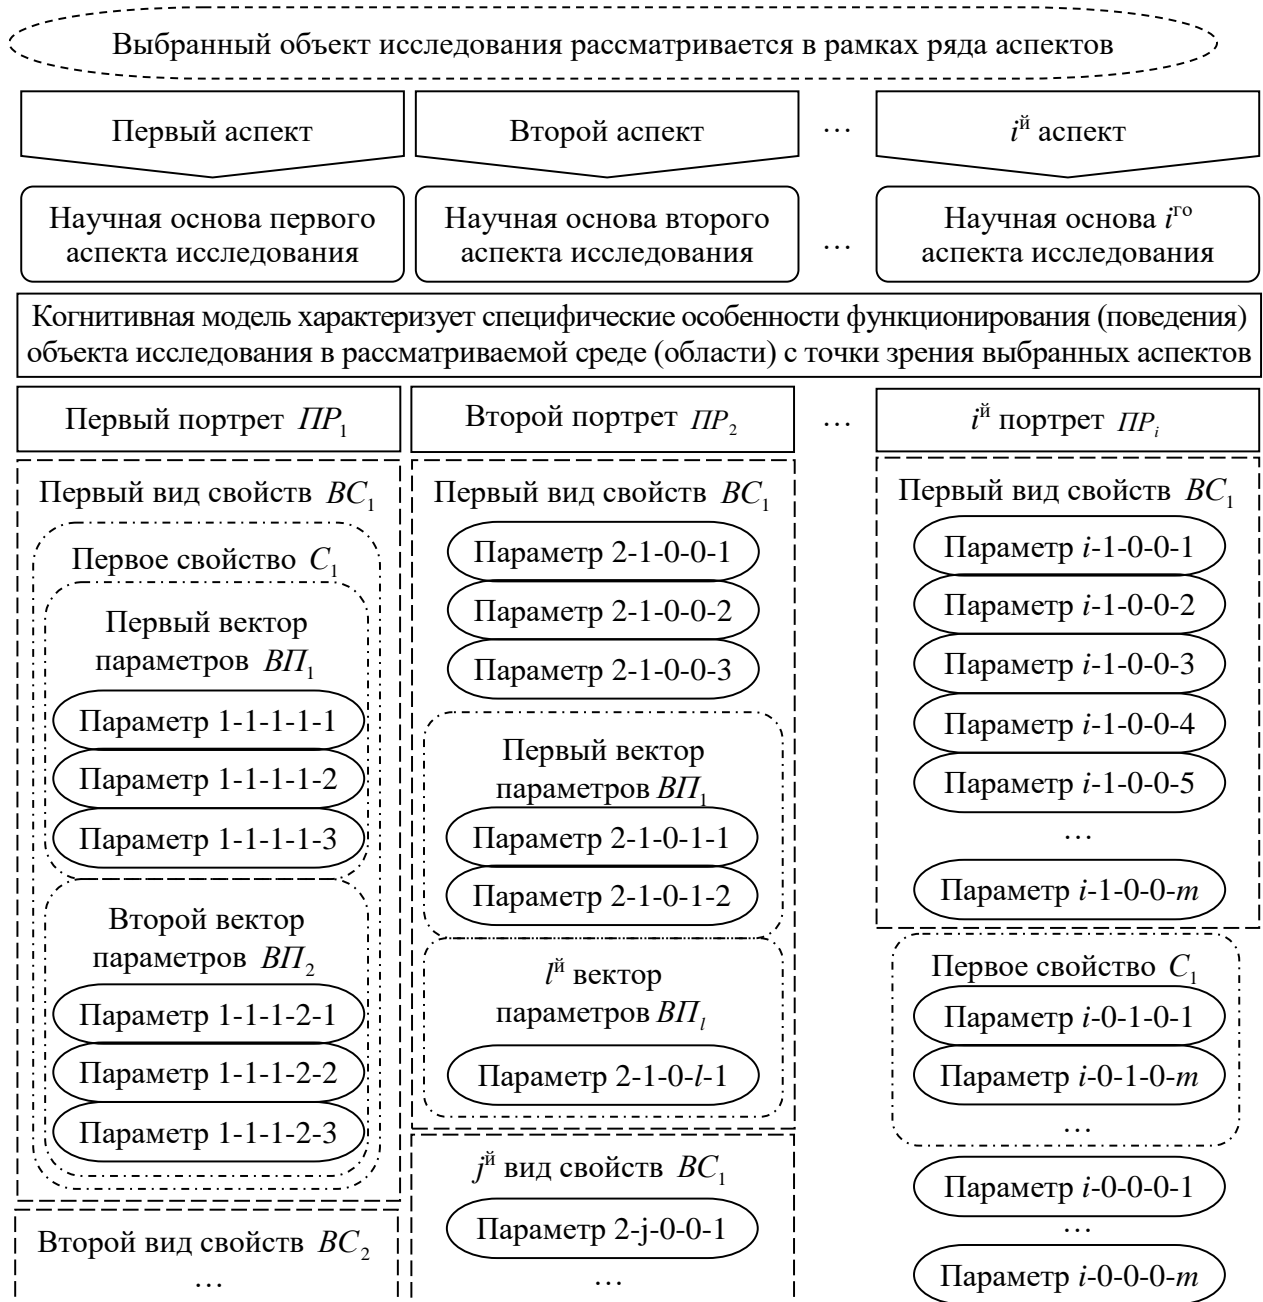 Выбранный объект исследования рассматривается в рамках ряда аспектов
Первый аспект
Второй аспект
…
iй аспект
Научная основа первого
аспекта исследования
Научная основа второго
аспекта исследования
…
Научная основа iго
аспекта исследования
Когнитивная модель характеризует специфические особенности функционирования (поведения)
объекта исследования в рассматриваемой среде (области) с точки зрения выбранных аспектов
Первый портрет ПР1
Второй портрет ПР2
…
iй портрет ПРi
Первый вид свойств ВС1
Первое свойство С1
Первый вектор
параметров ВП1
Параметр 1-1-1-1-1
Параметр 1-1-1-1-2
Параметр 1-1-1-1-3
Второй вектор
параметров ВП2
Параметр 1-1-1-2-1
Параметр 1-1-1-2-2
Параметр 1-1-1-2-3
Второй вид свойств ВС2
…
Первый вид свойств ВС1
Параметр 2-1-0-0-1
Параметр 2-1-0-0-2
Параметр 2-1-0-0-3
Первый вектор
параметров ВП1
Параметр 2-1-0-1-1
Параметр 2-1-0-1-2
lй вектор
параметров ВПl
Параметр 2-1-0-l-1
jй вид свойств ВС1
Параметр 2-j-0-0-1
…
Первый вид свойств ВС1
Параметр i-1-0-0-1
Параметр i-1-0-0-2
Параметр i-1-0-0-3
Параметр i-1-0-0-4
Параметр i-1-0-0-5
…
Параметр i-1-0-0-m
Первое свойство С1
Параметр i-0-1-0-1
Параметр i-0-1-0-m
…
Параметр i-0-0-0-1
…
Параметр i-0-0-0-m